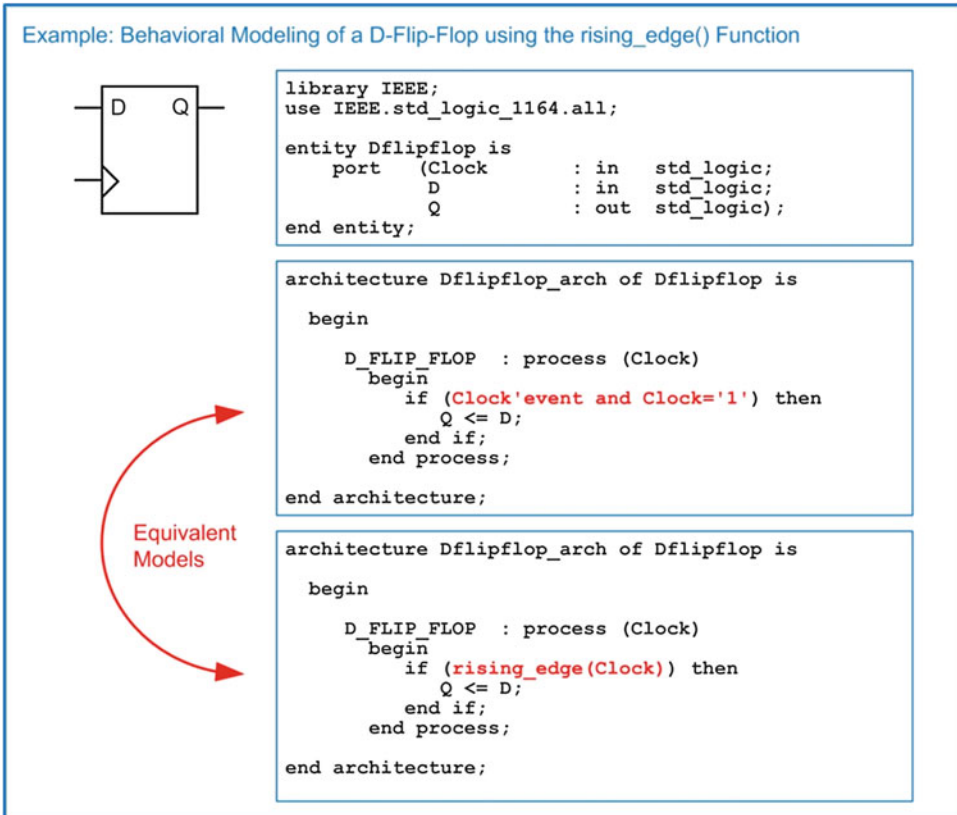 Example: Behavioral Modeling of a D-Flip-Flop using the rising_edge() Function
D Q
library IEEE;
use IEEE.std_logic_1164.all;
entity Dflipflop is
port (Clock : in std_logic;
D : in std_logic;
Q : out std_logic);
end entity;
architecture Dflipflop_arch of Dflipflop is
begin
D_FLIP_FLOP : process (Clock)
begin
if (Clock'event and Clock='1') then
Q <= D;
end if;
end process;
end architecture;
Equivalent
Models
architecture Dflipflop_arch of Dflipflop is
begin
D_FLIP_FLOP : process (Clock)
begin
if (rising_edge(Clock)) then
Q <= D;
end if;
end process;
end architecture;